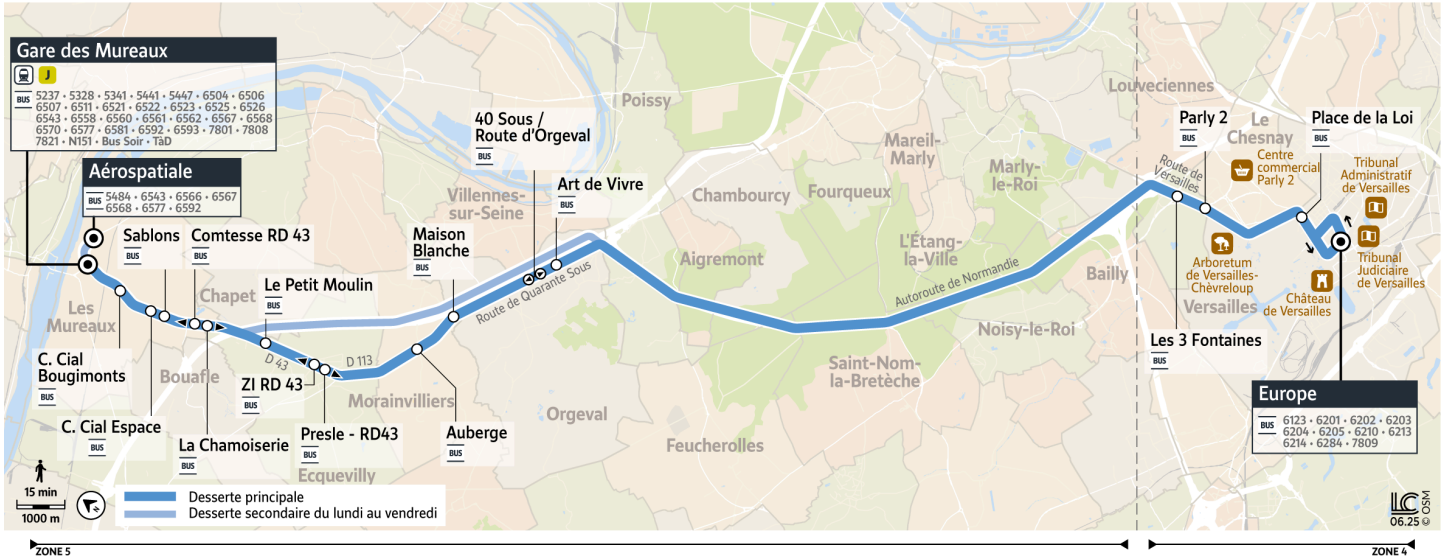 Gare des Mureaux
J
BUS 5237 • 5328 • 5341 • 5441 • 5447 • 6504 • 6506
6507 • 6511 • 6521 • 6522 • 6523 • 6525 • 6526
6543 • 6558 • 6560 • 6561 • 6562 • 6567 • 6568
6570 • 6577 • 6581 • 6592 • 6593 • 7801 • 7808
7821 • N151 • Bus Soir • TàD
Aérospatiale
BUS 5484 • 6543 • 6566 • 6567
6568 • 6577 • 6592
Sablons
BUS
Comtesse RD 43
BUS
Les
Mureaux
Chapet
Le Petit Moulin
BUS
C. Cial
Bougimonts
BUS
C. Cial Espace
BUS
Bouafle
La Chamoiserie
BUS
D 43
ZI RD 43
BUS
D 113
Presle - RD43
BUS
Morainvilliers
Ecquevilly
Auberge
BUS
Maison
Blanche
BUS
Villennes-
sur-Seine
40 Sous /
Route d'Orgeval
BUS
Art de Vivre
BUS
Route de Quarante Sous
Poissy
Orgeval
Chambourcy
Aigremont
Feucherolles
Fourqueux
Mareil-
Marly
Marly-
le-Roi
L'Étang-
la-Ville
Autoroute de Normandie
Saint-Nom-
la-Bretèche
Noisy-le-Roi
Bailly
Louveciennes
Le
Chesnay
Parly 2
BUS
Place de la Loi
BUS
Route de
Versailles
Centre
commercial
Parly 2
Tribunal
Administratif
de Versailles
Tribunal
Judiciaire
de Versailles
Arboretum
de Versailles-
Chèvreloup
Versailles
Château
de Versailles
Les 3 Fontaines
BUS
Europe
BUS 6123 • 6201 • 6202 • 6203
6204 • 6205 • 6210 • 6213
6214 • 6284 • 7809
15 min
1000 m
Desserte principale
Desserte secondaire du lundi au vendredi
LC
06.25 © OSM
ZONE 5
ZONE 4